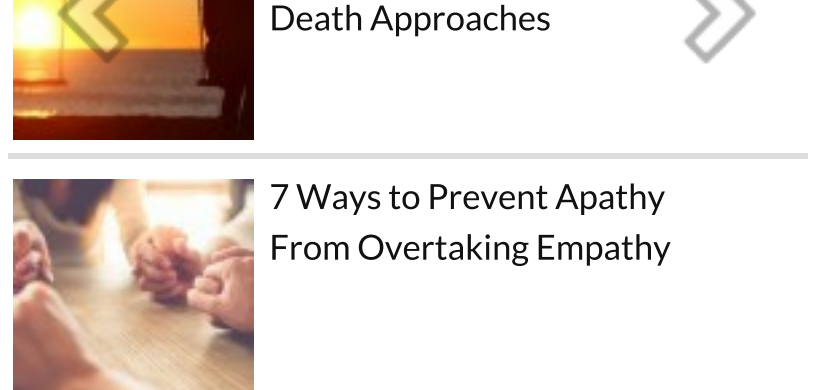 Death Approaches
7 Ways to Prevent Apathy
From Overtaking Empathy